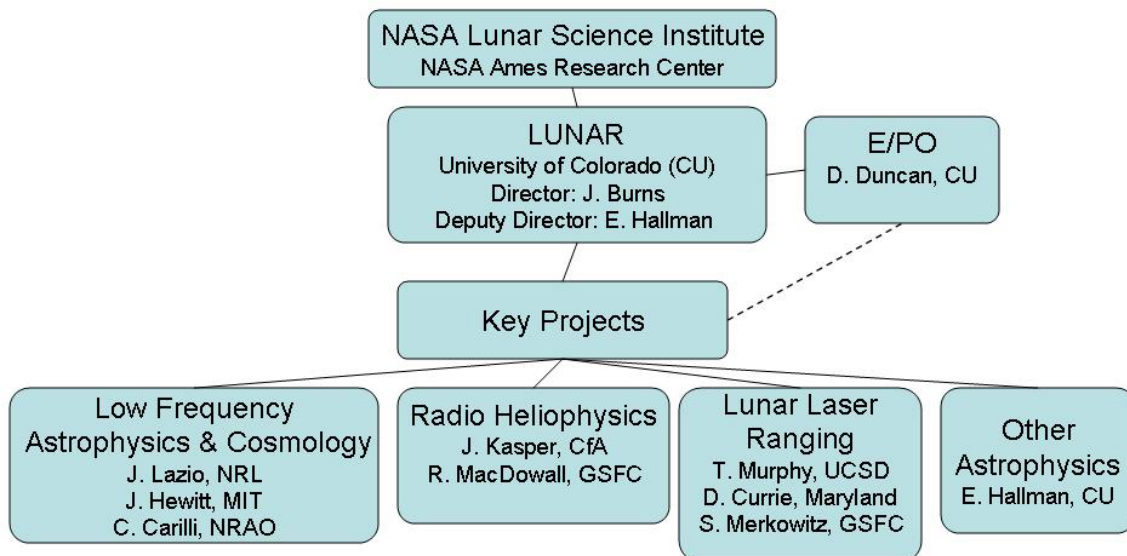 NASA Lunar Science Institute
NASA Ames Research Center
LUNAR
University of Colorado (CU)
Director: J. Burns
Deputy Director: E. Hallman
E/PO
D. Duncan, CU
Key Projects
Low Frequency
Astrophysics & Cosmology
J. Lazio, NRL
J. Hewitt, MIT
C. Carilli, NRAO
Radio Heliophysics
J. Kasper, CfA
R. MacDowall, GSFC
Lunar Laser
Ranging
T. Murphy, UCSD
D. Currie, Maryland
S. Merkowitz, GSFC
Other
Astrophysics
E. Hallman, CU